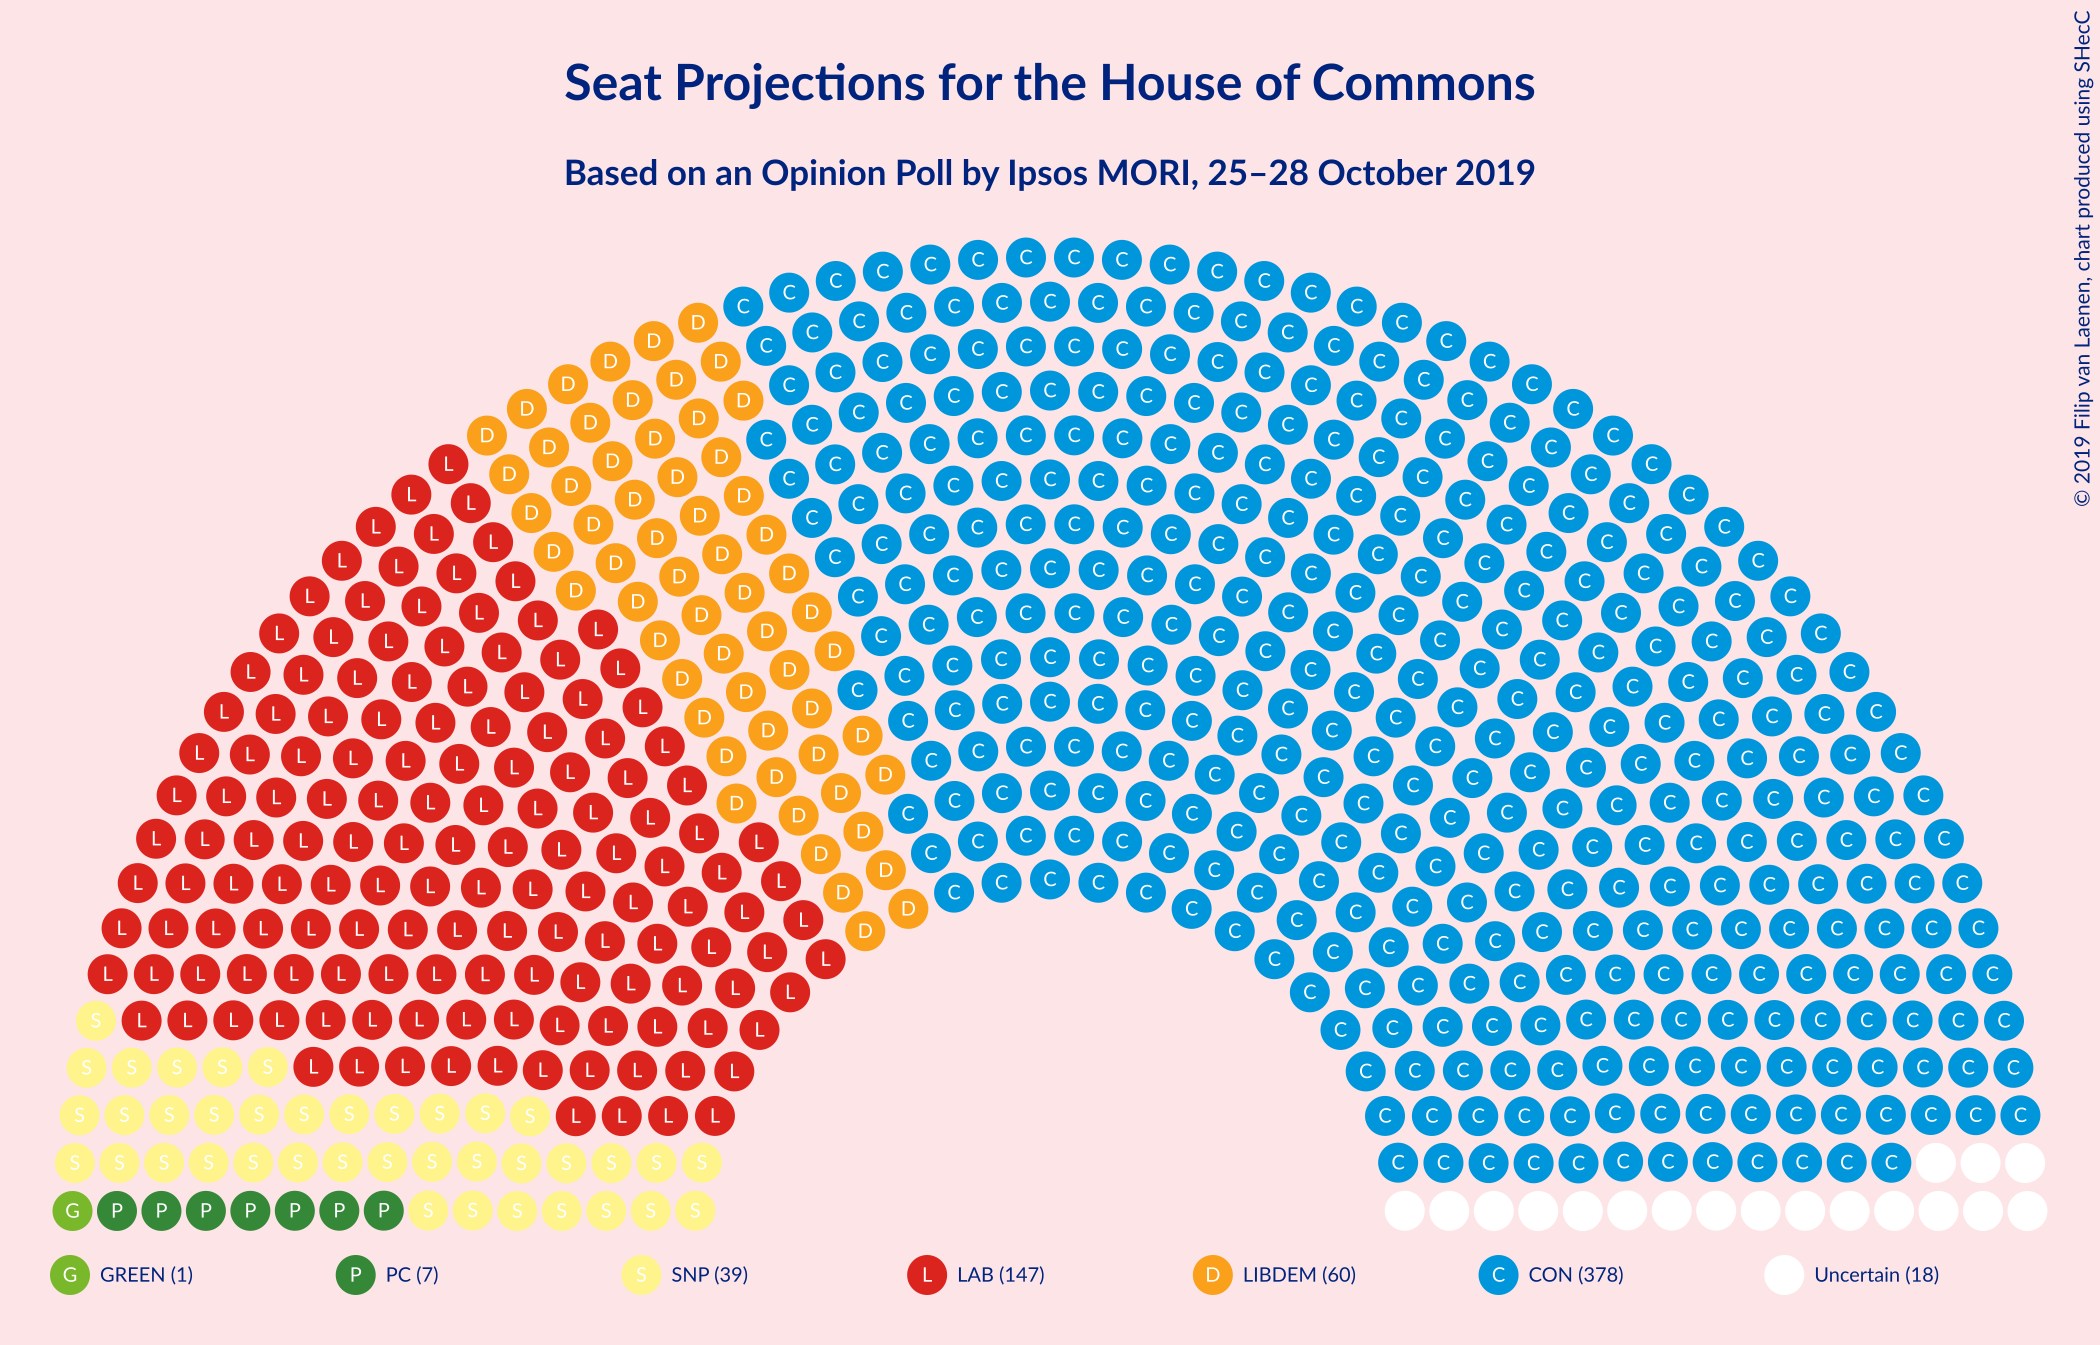 Seat Projections for the House of Commons
Based on an Opinion Poll by Ipsos MORI, 25–28 October 2019
© 2019 Filip van Laenen, chart produced using SHecC
G GREEN (1)
P PC (7)
S SNP (39)
L LAB (147)
D LIBDEM (60)
C CON (378)
Uncertain (18)